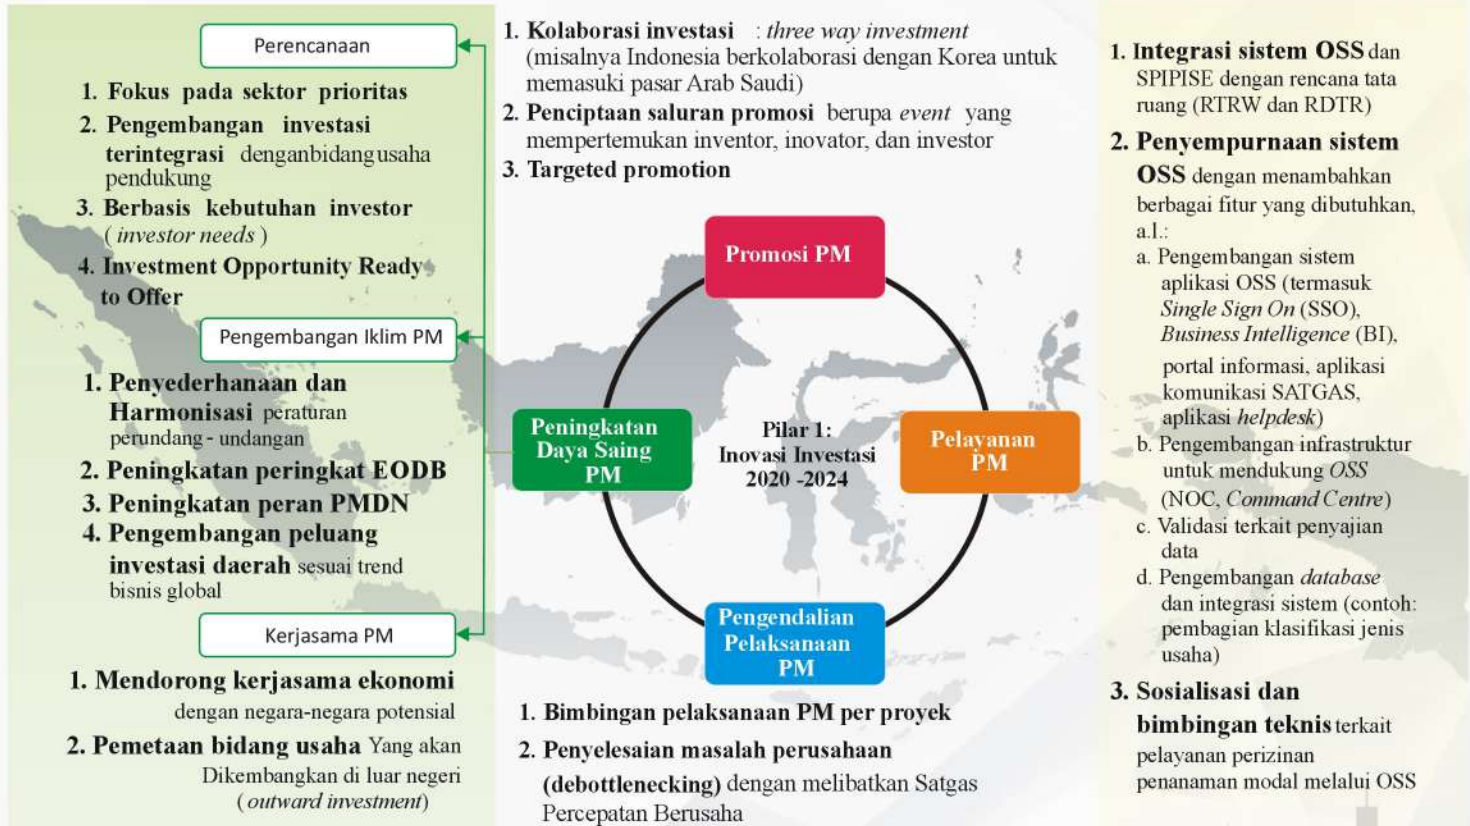 Perencanaan
1. Fokus pada sektor prioritas
2. Pengembangan investasi
terintegrasi denganbidangusaha
pendukung
3. Berbasis kebutuhan investor
( investor needs )
4. Investment Opportunity Ready
to Offer
Pengembangan Iklim PM
1. Penyederhanaan dan
Harmonisasi peraturan
perundang - undangan
2. Peningkatan peringkat EODB
3. Peningkatan peran PMDN
4. Pengembangan peluang
investasi daerah sesuai trend
bisnis global
Kerjasama PM
1. Mendorong kerjasama ekonomi
dengan negara-negara potensial
2. Pemetaan bidang usaha Yang akan
Dikembangkan di luar negeri
( outward investment)
1. Kolaborasi investasi : three way investment
(misalnya Indonesia berkolaborasi dengan Korea untuk
memasuki pasar Arab Saudi)
2. Penciptaan saluran promosi berupa event yang
mempertemukan inventor, inovator, dan investor
3. Targeted promotion
Promosi PM
Peningkatan
Daya Saing
PM
Pilar 1:
Inovasi Investasi
2020 -2024
Pelayanan
PM
Pengendalian
Pelaksanaan
PM
1. Bimbingan pelaksanaan PM per proyek
2. Penyelesaian masalah perusahaan
(debottlenecking) dengan melibatkan Satgas
Percepatan Berusaha
1. Integrasi sistem OSS dan
SPIPISE dengan rencana tata
ruang (RTRW dan RDTR)
2. Penyempurnaan sistem
OSS dengan menambahkan
berbagai fitur yang dibutuhkan,
a.l.:
a. Pengembangan sistem
aplikasi OSS (termasuk
Single Sign On (SSO),
Business Intelligence (BI),
portal informasi, aplikasi
komunikasi SATGAS,
aplikasi helpdesk)
b. Pengembangan infrastruktur
untuk mendukung OSS
(NOC, Command Centre)
c. Validasi terkait penyajian
data
d. Pengembangan database
dan integrasi sistem (contoh:
pembagian klasifikasi jenis
usaha)
3. Sosialisasi dan
bimbingan teknis terkait
pelayanan perizinan
penanaman modal melalui OSS